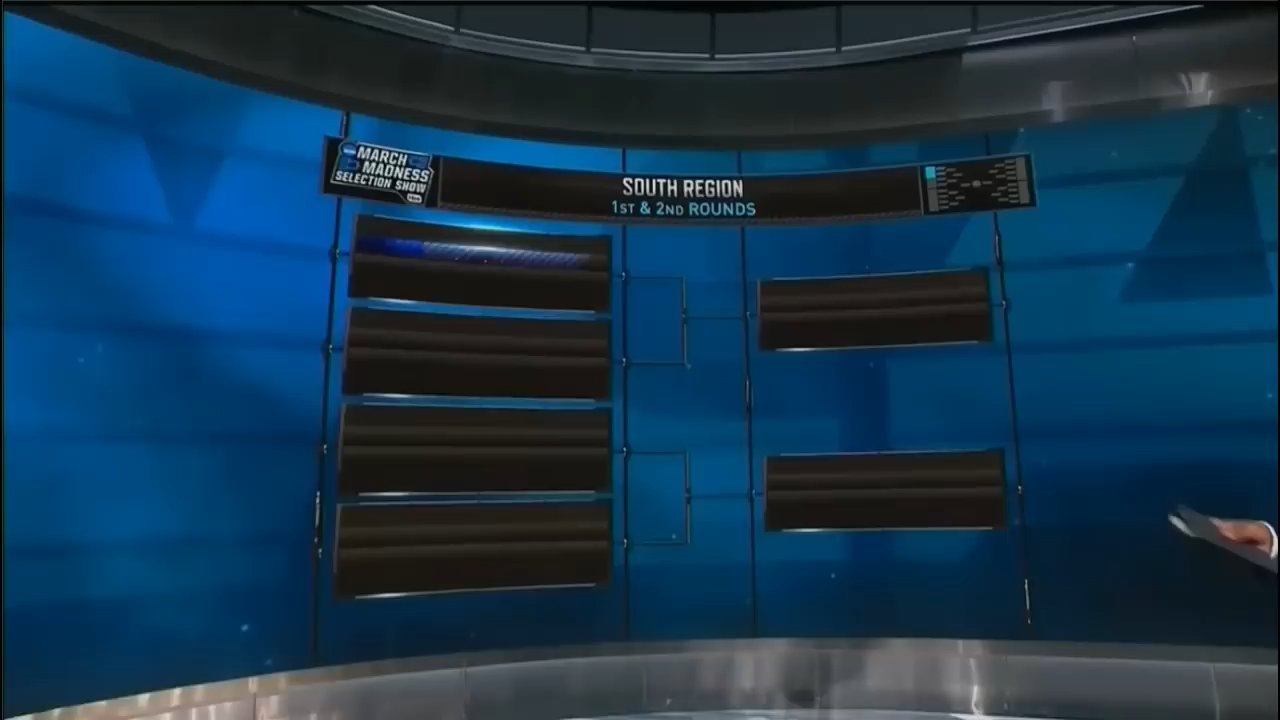 MARCH
MADNESS
SELECTION SHOW
SOUTH REGION
1ST & 2ND ROUNDS